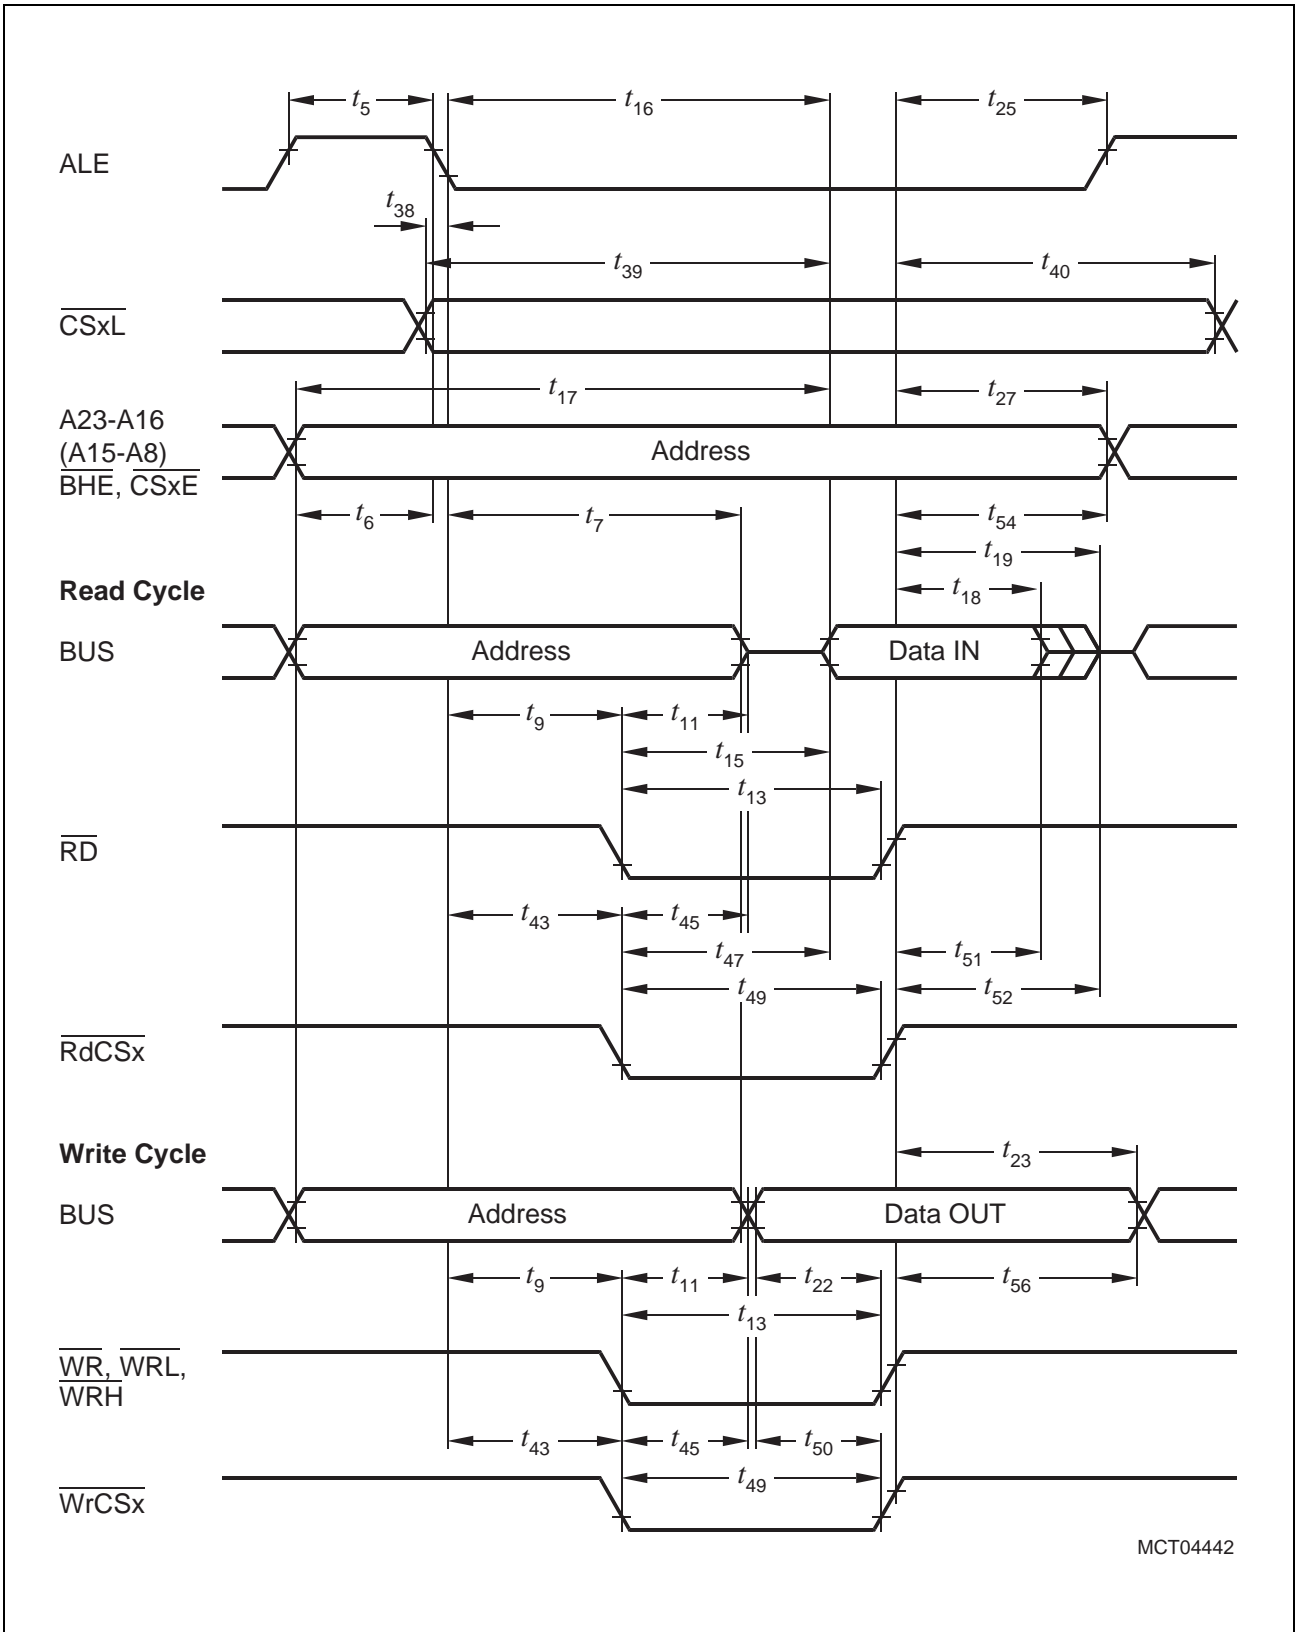 t5 t16 t25
ALE
t38
t39 t40
CSxL
t17 t27
A23-A16
(A15-A8)
BHE, CSxE
Address
t6 t7 t54
t19
Read Cycle
t18
BUS Address Data IN
t9 t11
t15
t13
RD
t43 t45
t47 t51
t49 t52
RdCSx
Write Cycle
t23
BUS Address Data OUT
t9 t11 t22 t56
t13
WR, WRL,
WRH
t43 t45 t50
t49
WrCSx
MCT04442